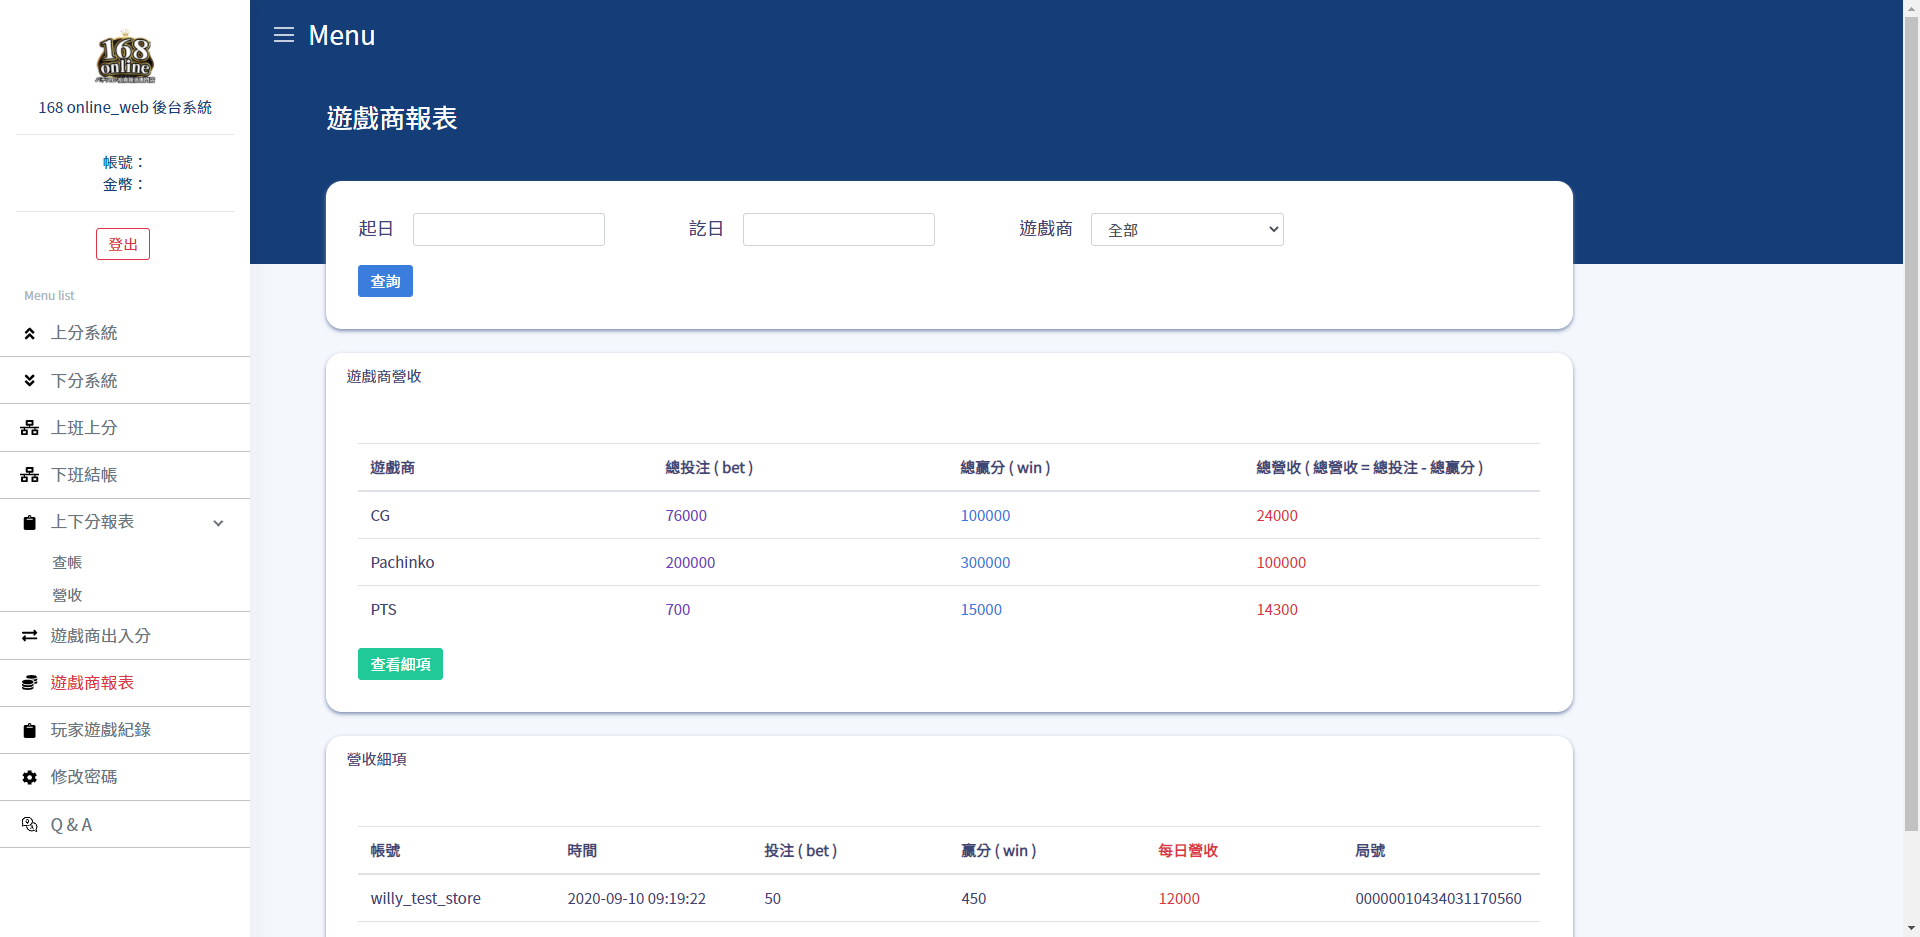 168
online
168 online_web 後台系統
帳號：
金幣：
登出
Menu list
上分系統
下分系統
上班上分
下班結帳
上下分報表
查帳
營收
遊戲商出入分
遊戲商報表
玩家遊戲紀錄
修改密碼
Q & A
Menu
遊戲商報表
起日 訖日 遊戲商 全部
查詢
遊戲商營收
遊戲商 總投注 ( bet ) 總贏分 ( win ) 總營收 ( 總營收 = 總投注 - 總贏分 )
CG 76000 100000 24000
Pachinko 200000 300000 100000
PTS 700 15000 14300
查看細項
營收細項
帳號 時間 投注 ( bet ) 贏分 ( win ) 每日營收 局號
willy_test_store 2020-09-10 09:19:22 50 450 12000 00000010434031170560